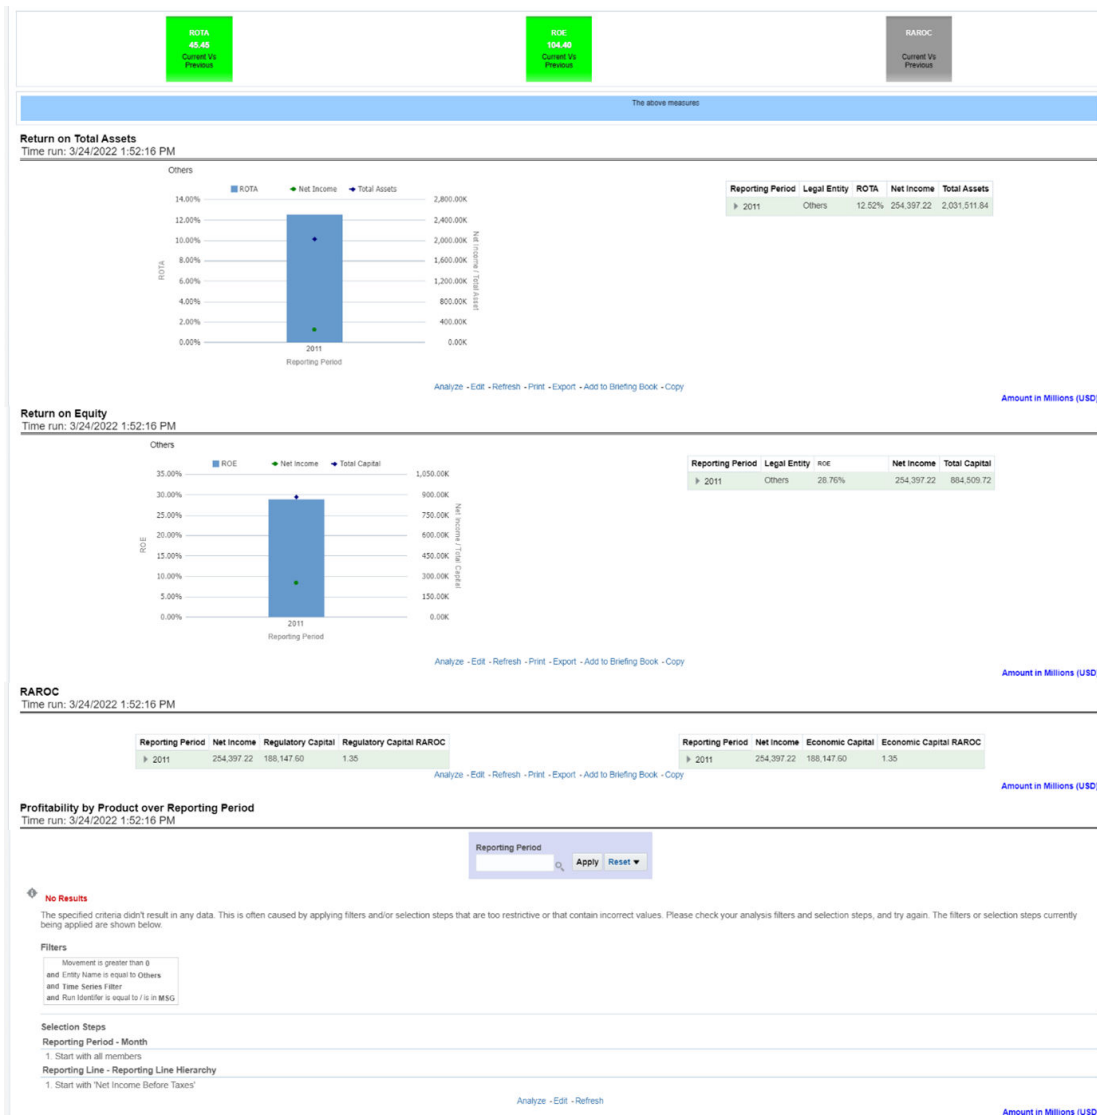 ROTA
45.45
Current Vs
Previous
ROE
104.40
Current Vs
Previous
RAROC
Current Vs
Previous
The above measures
Return on Total Assets
Time run: 3/24/2022 1:52:16 PM
Others
ROTA Net Income Total Assets
14.00% 2,800.00K
12.00% 2,400.00K
10.00% 2,000.00K
8.00% 1,600.00K
6.00% 1,200.00K
4.00% 800.00K
2.00% 400.00K
0.00% 0.00K
ROTA
Net Income / Total Asset
2011
Reporting Period
Reporting Period Legal Entity ROTA Net Income Total Assets
2011 Others 12.52% 254,397.22 2,031,511.84
Analyze - Edit - Refresh - Print - Export - Add to Briefing Book - Copy
Amount in Millions (USD)
Return on Equity
Time run: 3/24/2022 1:52:16 PM
Others
ROE Net Income Total Capital
35.00% 1,050.00K
30.00% 900.00K
25.00% 750.00K
20.00% 600.00K
15.00% 450.00K
10.00% 300.00K
5.00% 150.00K
0.00% 0.00K
ROE
Net Income / Total Capital
2011
Reporting Period
Reporting Period Legal Entity ROE Net Income Total Capital
2011 Others 28.76% 254,397.22 884,509.72
Analyze - Edit - Refresh - Print - Export - Add to Briefing Book - Copy
Amount in Millions (USD)
RAROC
Time run: 3/24/2022 1:52:16 PM
Reporting Period Net Income Regulatory Capital Regulatory Capital RAROC
2011 254,397.22 188,147.60 1.35
Reporting Period Net Income Economic Capital Economic Capital RAROC
2011 254,397.22 188,147.60 1.35
Analyze - Edit - Refresh - Print - Export - Add to Briefing Book - Copy
Amount in Millions (USD)
Profitability by Product over Reporting Period
Time run: 3/24/2022 1:52:16 PM
Reporting Period
Apply Reset
No Results
The specified criteria didn't result in any data. This is often caused by applying filters and/or selection steps that are too restrictive or that contain incorrect values. Please check your analysis filters and selection steps, and try again. The filters or selection steps currently
being applied are shown below.
Filters
Movement is greater than 0
and Entity Name is equal to Others
and Time Series Filter
and Run Identifer is equal to / is in MSG
Selection Steps
Reporting Period - Month
1. Start with all members
Reporting Line - Reporting Line Hierarchy
1. Start with 'Net Income Before Taxes'
Analyze - Edit - Refresh
Amount in Millions (USD)